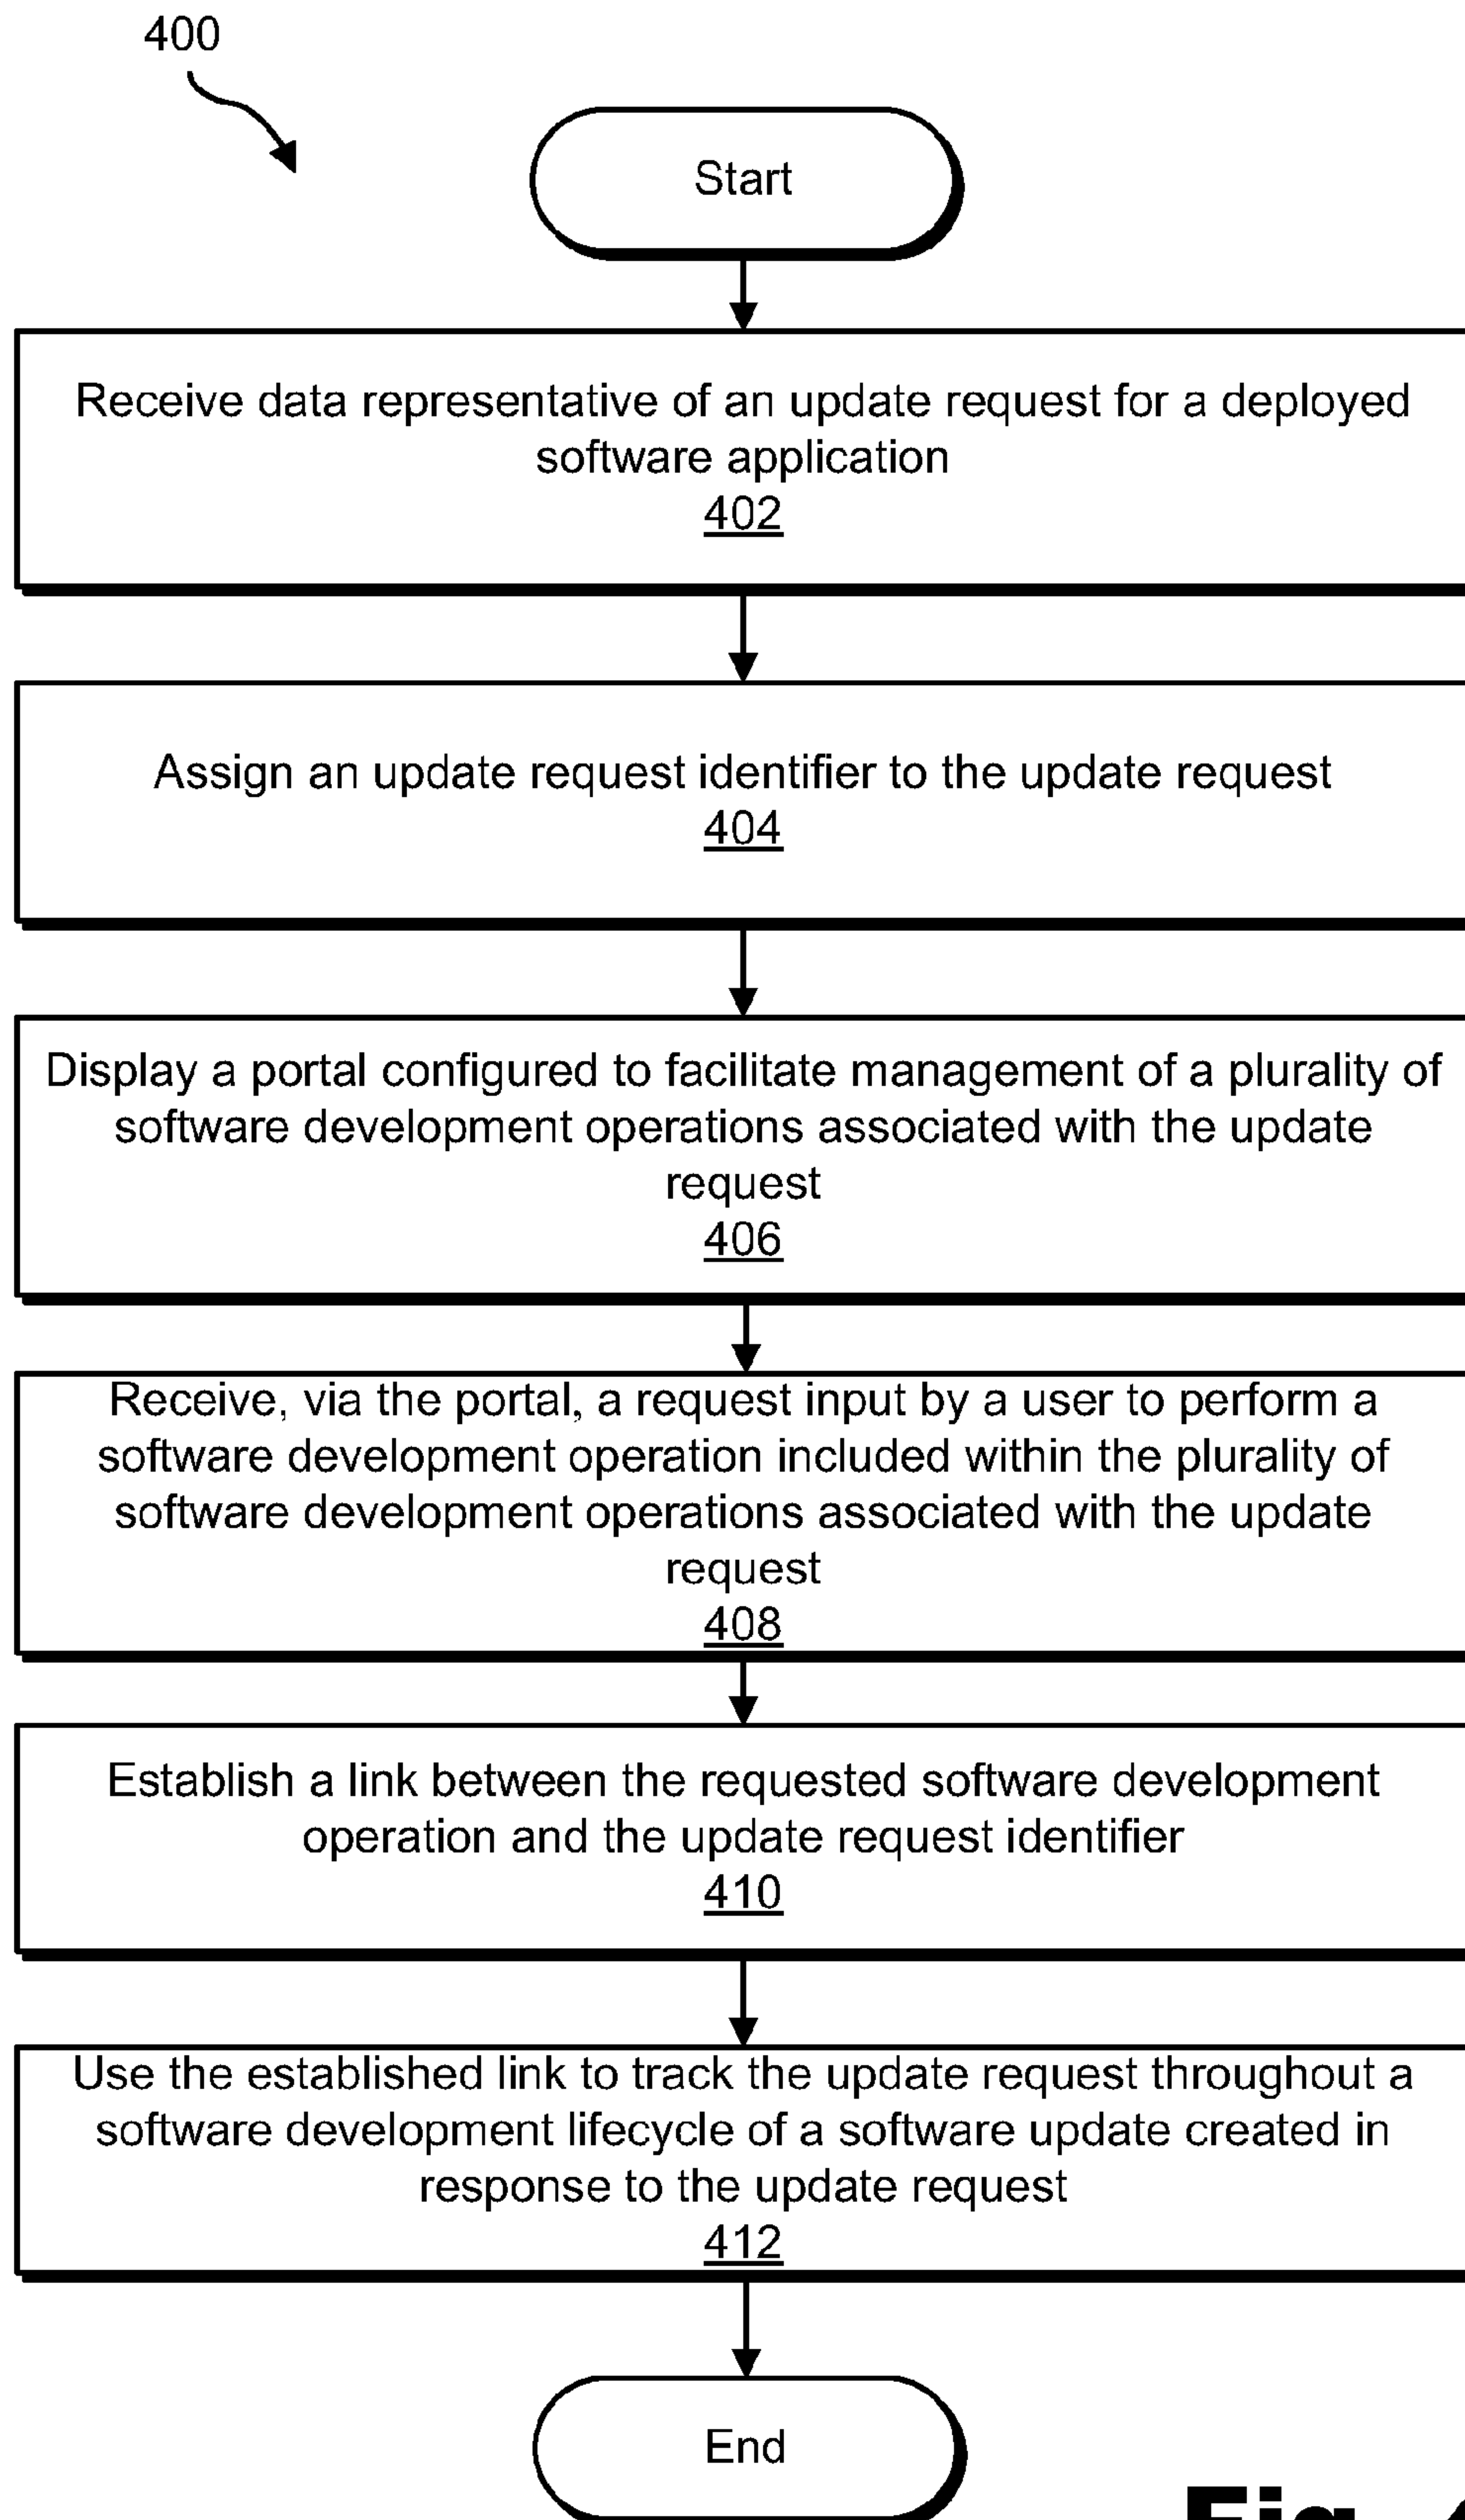 400
Start
Receive data representative of an update request for a deployed
software application
402
Assign an update request identifier to the update request
404
Display a portal configured to facilitate management of a plurality of
software development operations associated with the update
request
406
Receive, via the portal, a request input by a user to perform a
software development operation included within the plurality of
software development operations associated with the update
request
408
Establish a link between the requested software development
operation and the update request identifier
410
Use the established link to track the update request throughout a
software development lifecycle of a software update created in
response to the update request
412
End